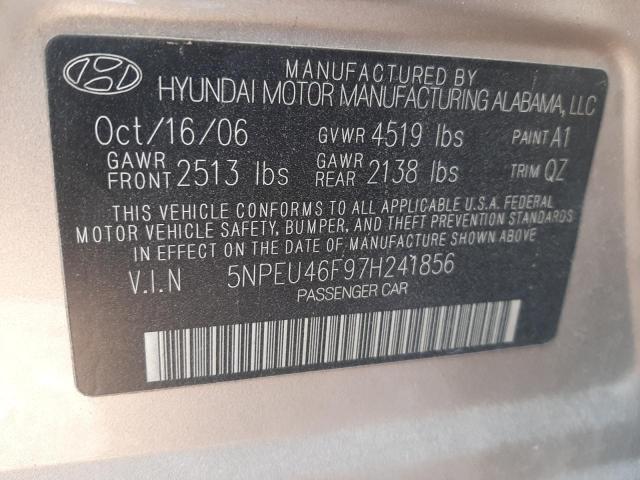 MANUFACTURED BY
HYUNDAI MOTOR MANUFACTURING ALABAMA, LLC
Oct/16/06 GVWR 4519 lbs PAINT A1
GAWR FRONT 2513 lbs GAWR REAR 2138 lbs TRIM QZ
THIS VEHICLE CONFORMS TO ALL APPLICABLE U.S.A. FEDERAL
MOTOR VEHICLE SAFETY, BUMPER, AND THEFT PREVENTION STANDARDS
IN EFFECT ON THE DATE OF MANUFACTURE SHOWN ABOVE
V.I.N 5NPEU46F97H241856
PASSENGER CAR